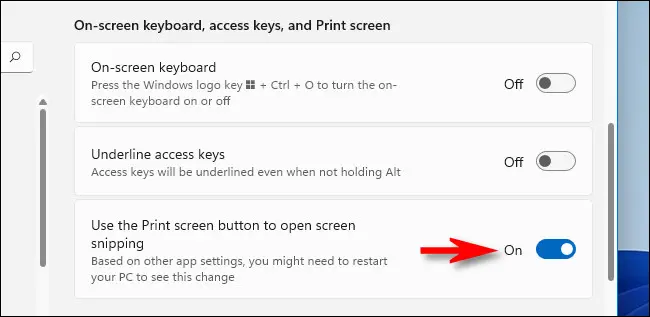 On-screen keyboard, access keys, and Print screen
On-screen keyboard
Press the Windows logo key + Ctrl + O to turn the on-
screen keyboard on or off
Off
Underline access keys
Access keys will be underlined even when not holding Alt
Off
Use the Print screen button to open screen
snipping
Based on other app settings, you might need to restart
your PC to see this change
On